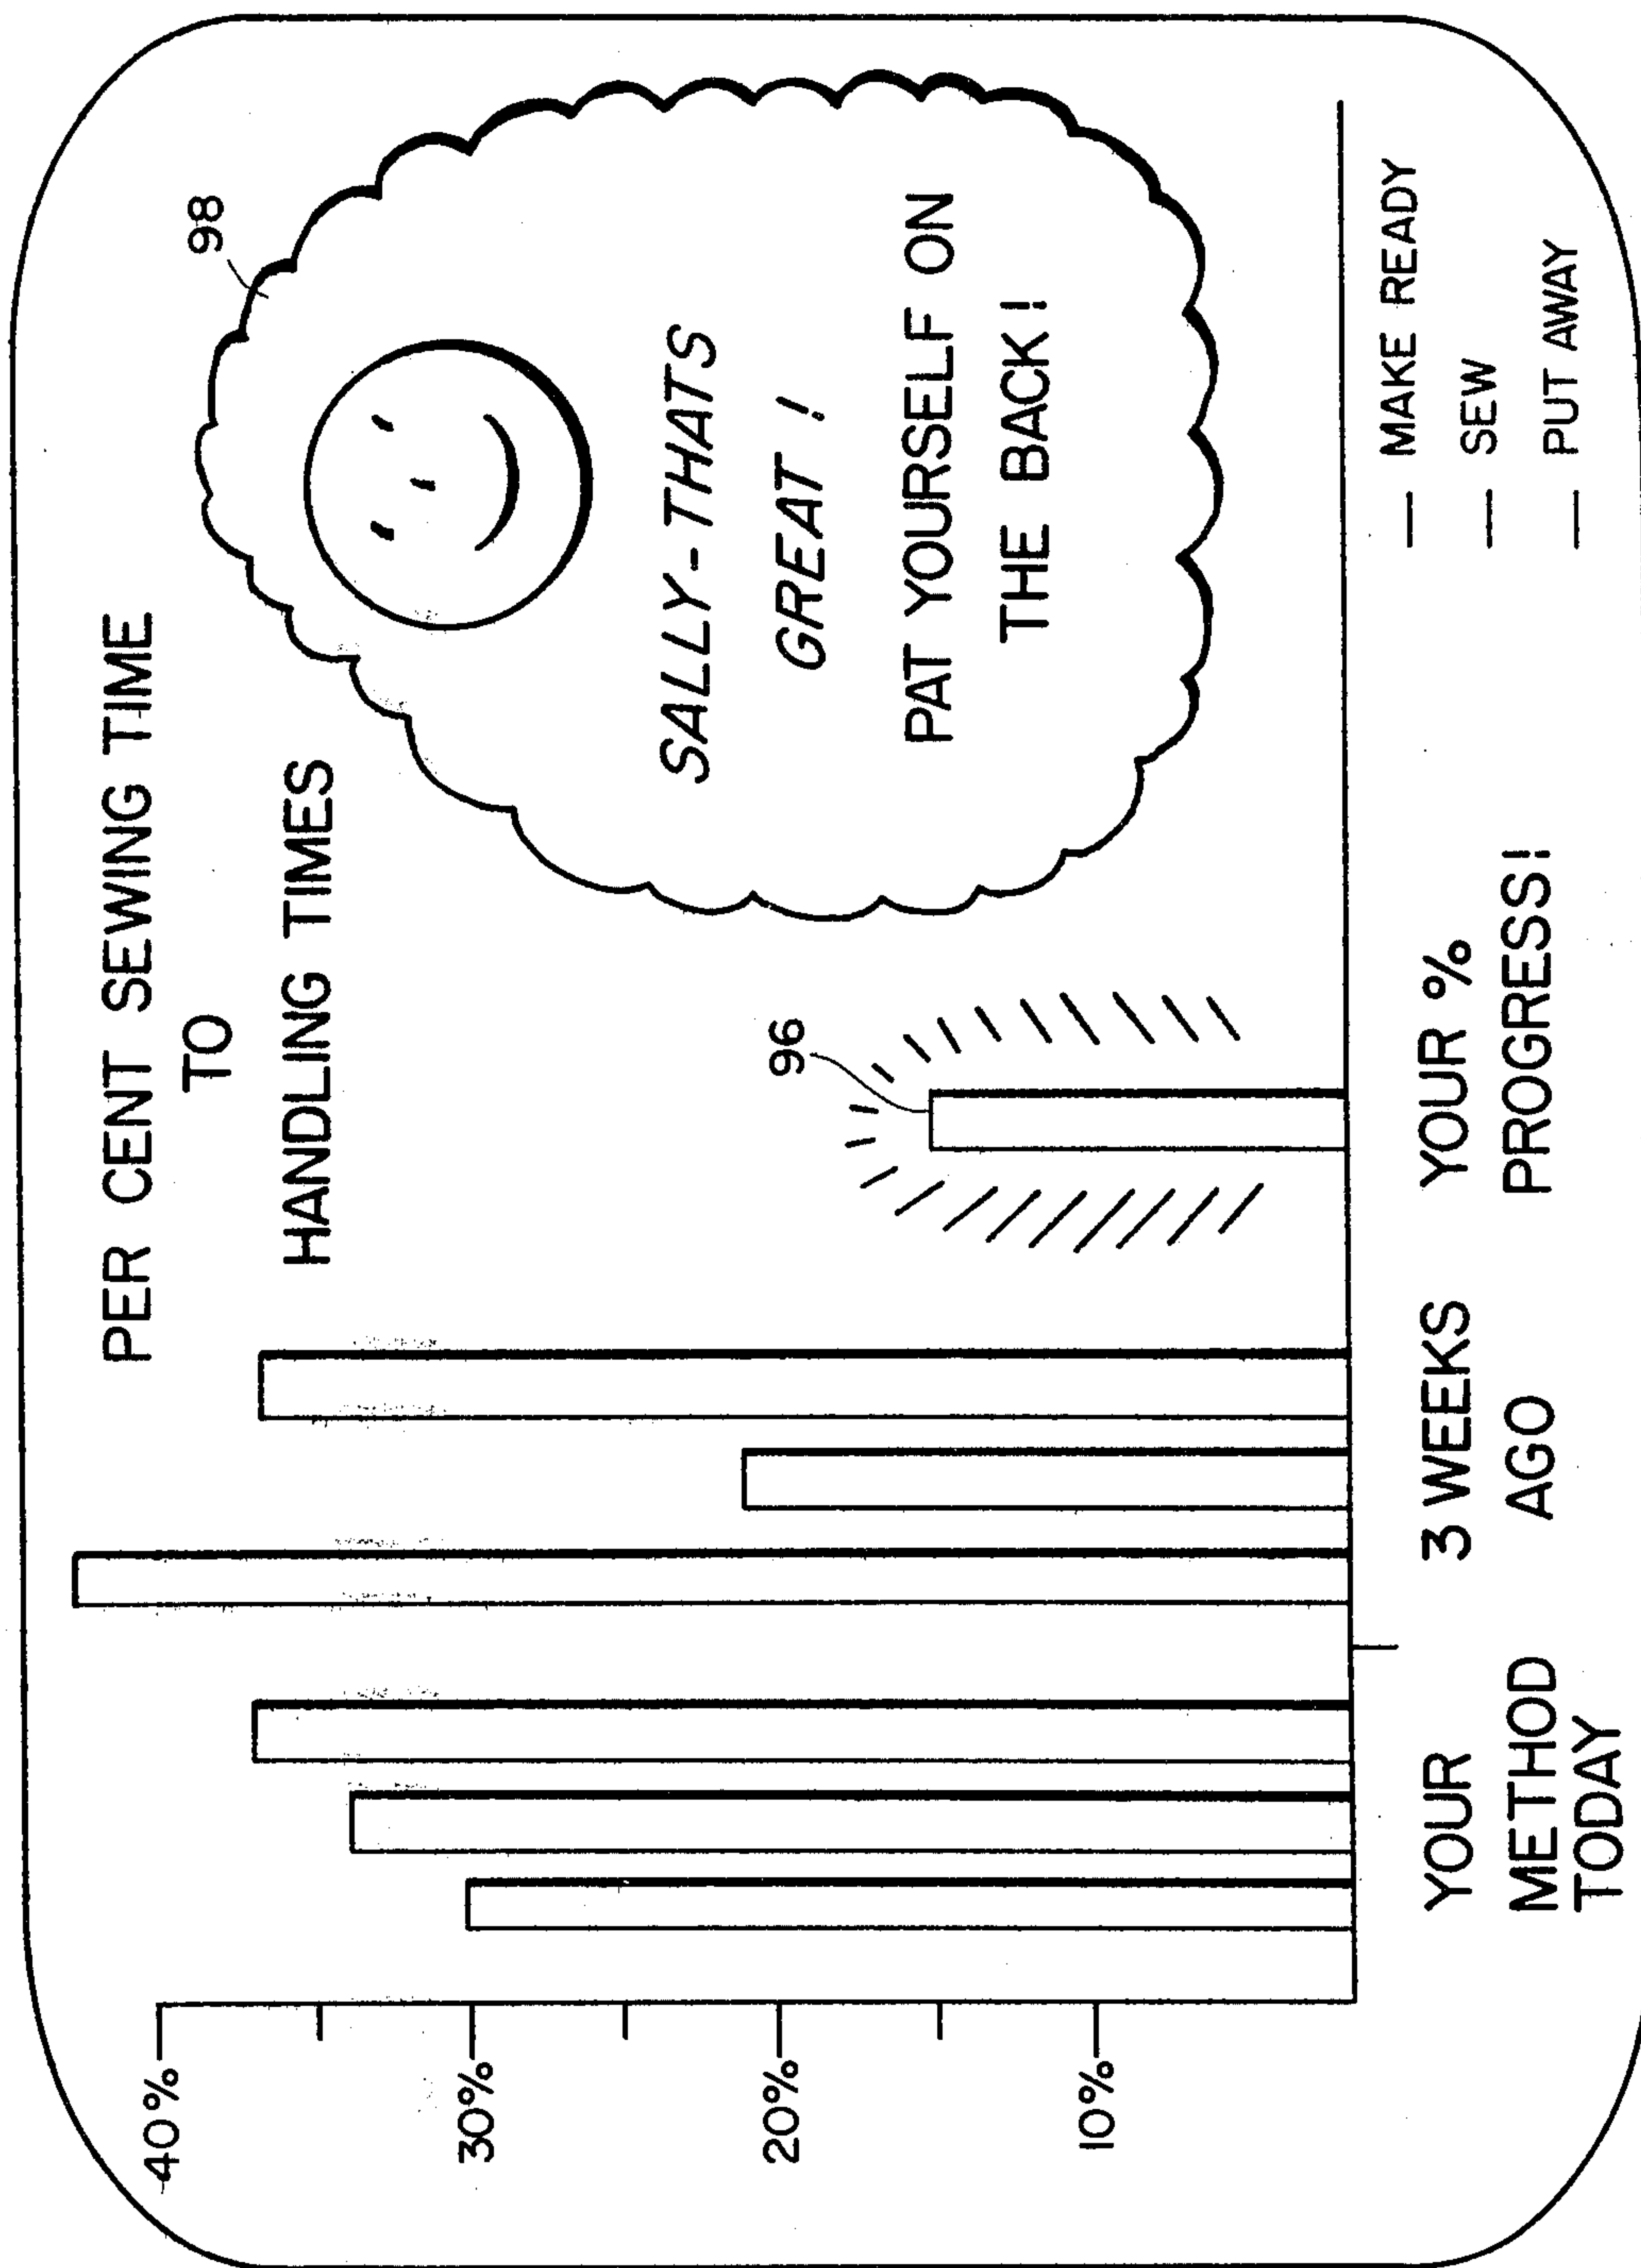 PER CENT SEWING TIME
TO
HANDLING TIMES
40%
30%
20%
10%
96
98
SALLY-THATS
GREAT!
PAT YOURSELF ON
THE BACK!
YOUR
METHOD
TODAY
3 WEEKS
AGO
YOUR %
PROGRESS!
MAKE READY
SEW
PUT AWAY